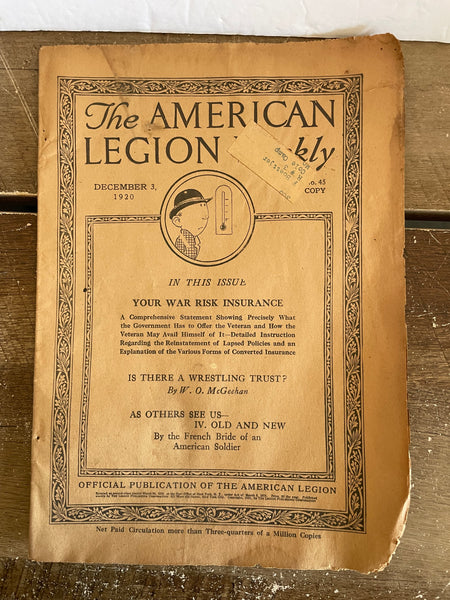 The AMERICAN
LEGION kly
DECEMBER 3,
1920
No. 45
COPY
IN THIS ISSUE
YOUR WAR RISK INSURANCE
A Comprehensive Statement Showing Precisely What
the Government Has to Offer the Veteran and How the
Veteran May Avail Himself of It—Detailed Instruction
Regarding the Reinstatement of Lapsed Policies and an
Explanation of the Various Forms of Converted Insurance
IS THERE A WRESTLING TRUST?
By W. O. McGeehan
AS OTHERS SEE US—
IV. OLD AND NEW
By the French Bride of an
American Soldier
OFFICIAL PUBLICATION OF THE AMERICAN LEGION
Net Paid Circulation more than Three-quarters of a Million Copies